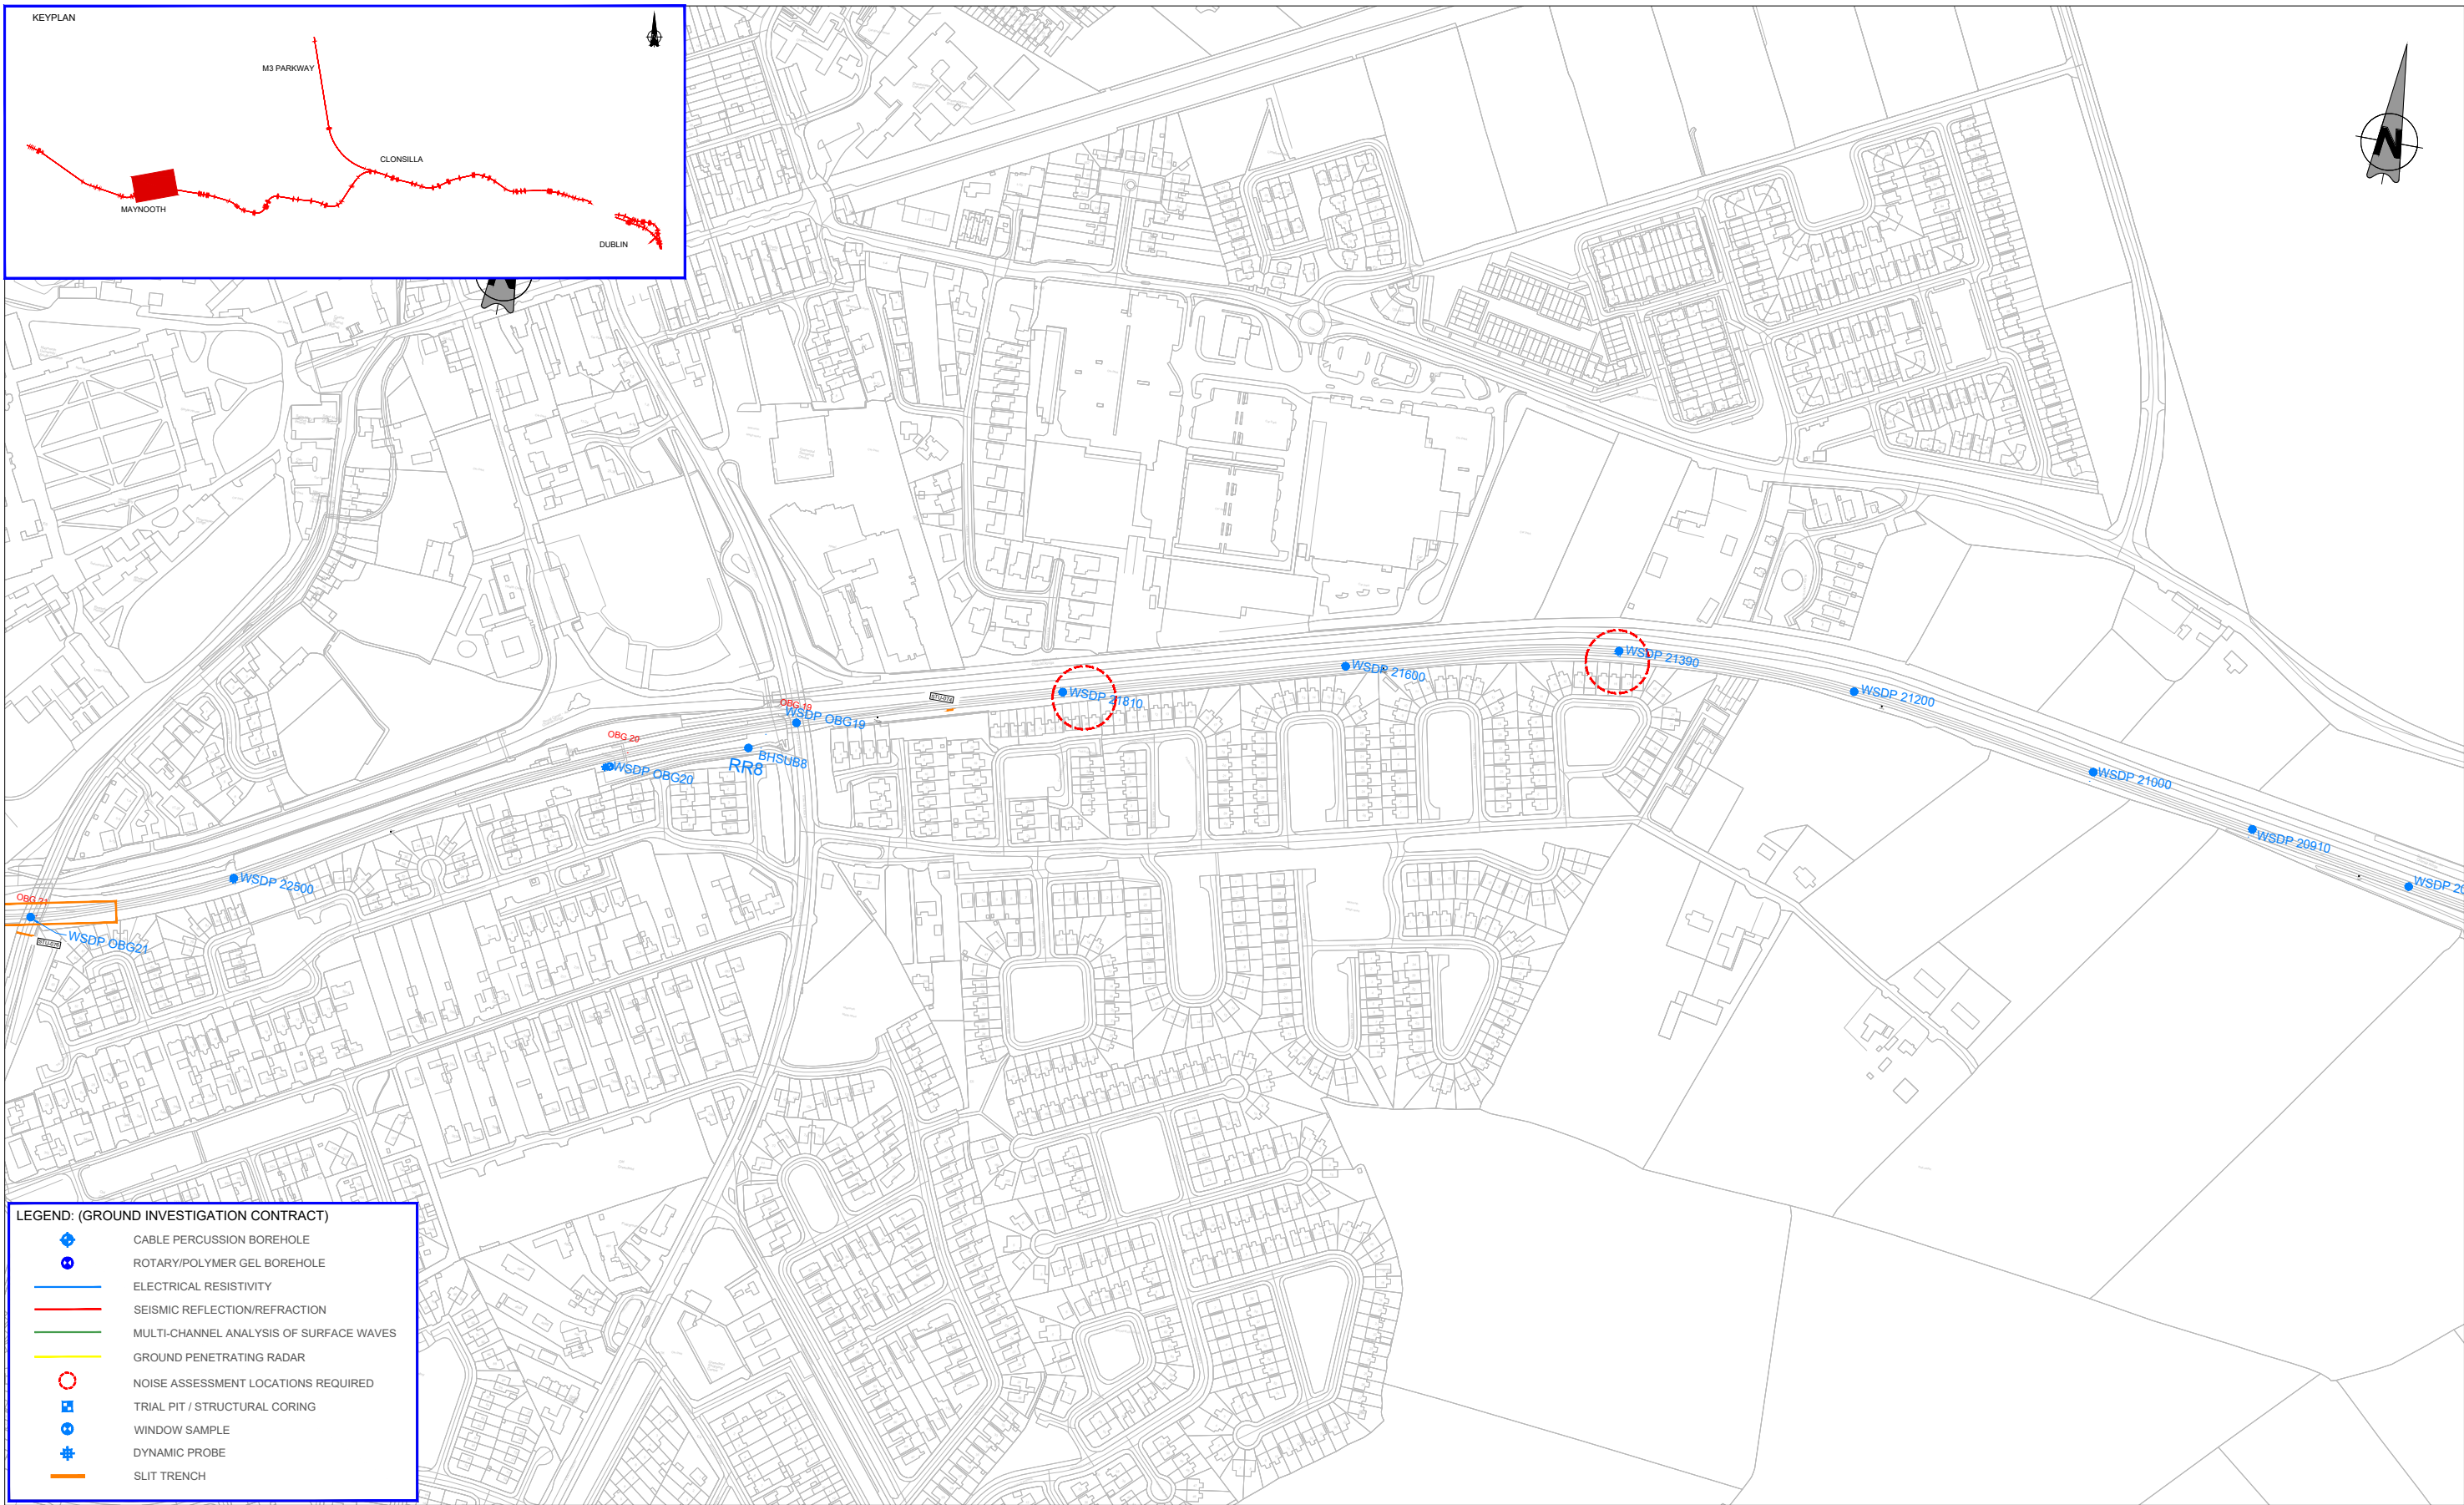 KEYPLAN
M3 PARKWAY
CLONSILLA
MAYNOOTH
DUBLIN
N
WSDP 21390
WSDP 21600
WSDP 21810
WSDP 21200
OBG 19
WSDP OBG19
OBG 20
BHSUB8
RR8
WSDP OBG20
WSDP 21000
WSDP 20910
WSDP 22500
OBG 21
WSDP OBG21
LEGEND: (GROUND INVESTIGATION CONTRACT)
CABLE PERCUSSION BOREHOLE
ROTARY/POLYMER GEL BOREHOLE
ELECTRICAL RESISTIVITY
SEISMIC REFLECTION/REFRACTION
MULTI-CHANNEL ANALYSIS OF SURFACE WAVES
GROUND PENETRATING RADAR
NOISE ASSESSMENT LOCATIONS REQUIRED
TRIAL PIT / STRUCTURAL CORING
WINDOW SAMPLE
DYNAMIC PROBE
SLIT TRENCH